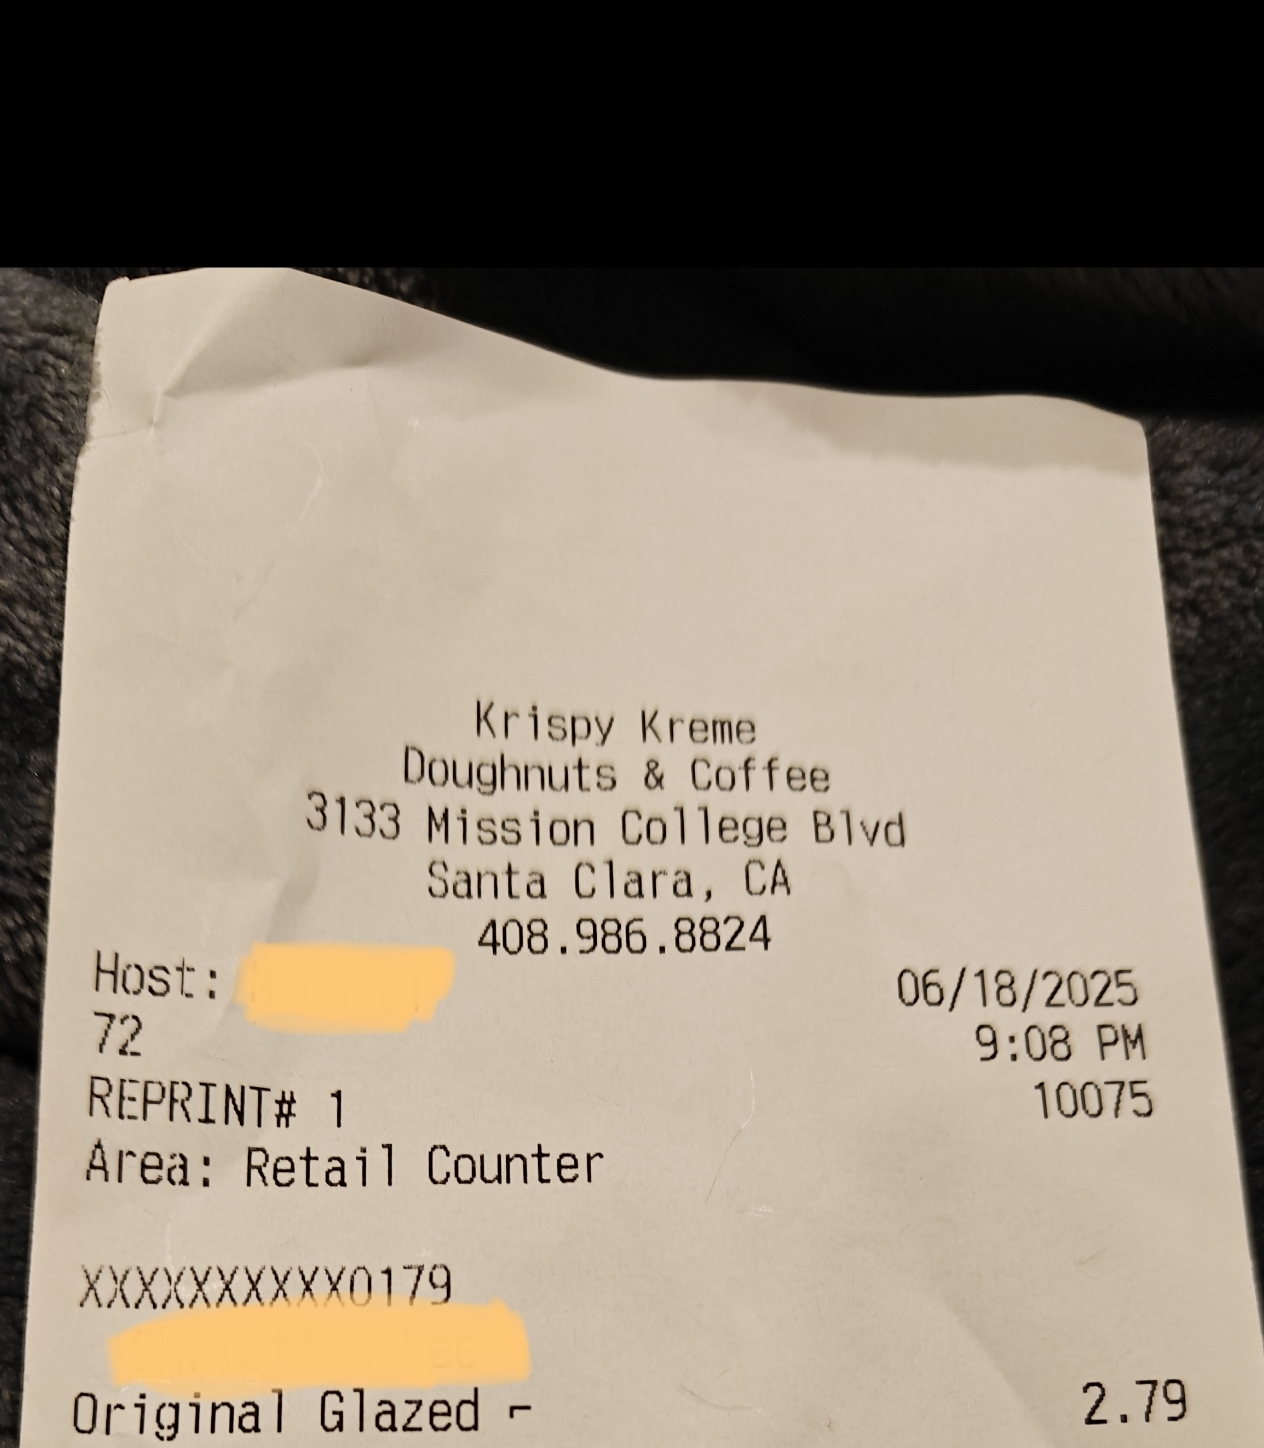 Krispy Kreme
Doughnuts & Coffee
3133 Mission College Blvd
Santa Clara, CA
408.986.8824
Host: 06/18/2025
72 9:08 PM
REPRINT# 1 10075
Area: Retail Counter
XXXXXXXXXX0179
Original Glazed - 2.79